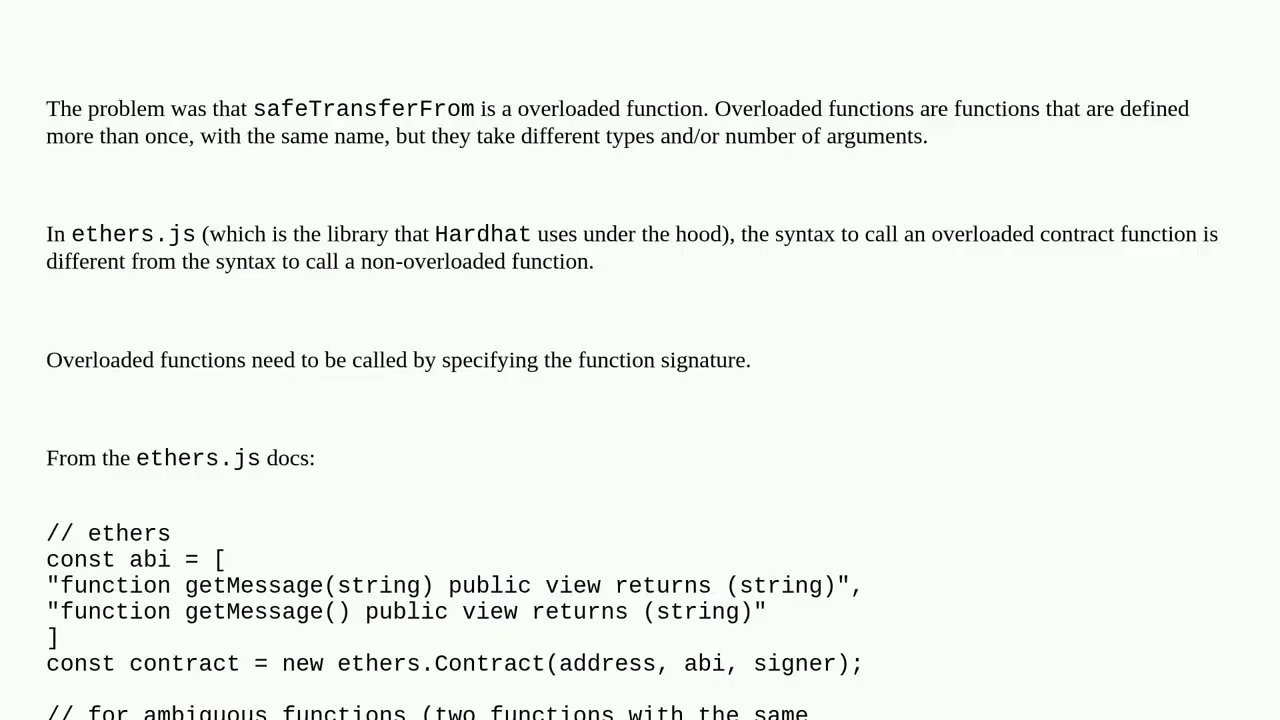 The problem was that safeTransferFrom is a overloaded function. Overloaded functions are functions that are defined
more than once, with the same name, but they take different types and/or number of arguments.
In ethers.js (which is the library that Hardhat uses under the hood), the syntax to call an overloaded contract function is
different from the syntax to call a non-overloaded function.
Overloaded functions need to be called by specifying the function signature.
From the ethers.js docs:
// ethers
const abi = [
"function getMessage(string) public view returns (string)",
"function getMessage() public view returns (string)"
]
const contract = new ethers.Contract(address, abi, signer);
// for ambiguous functions (two functions with the same